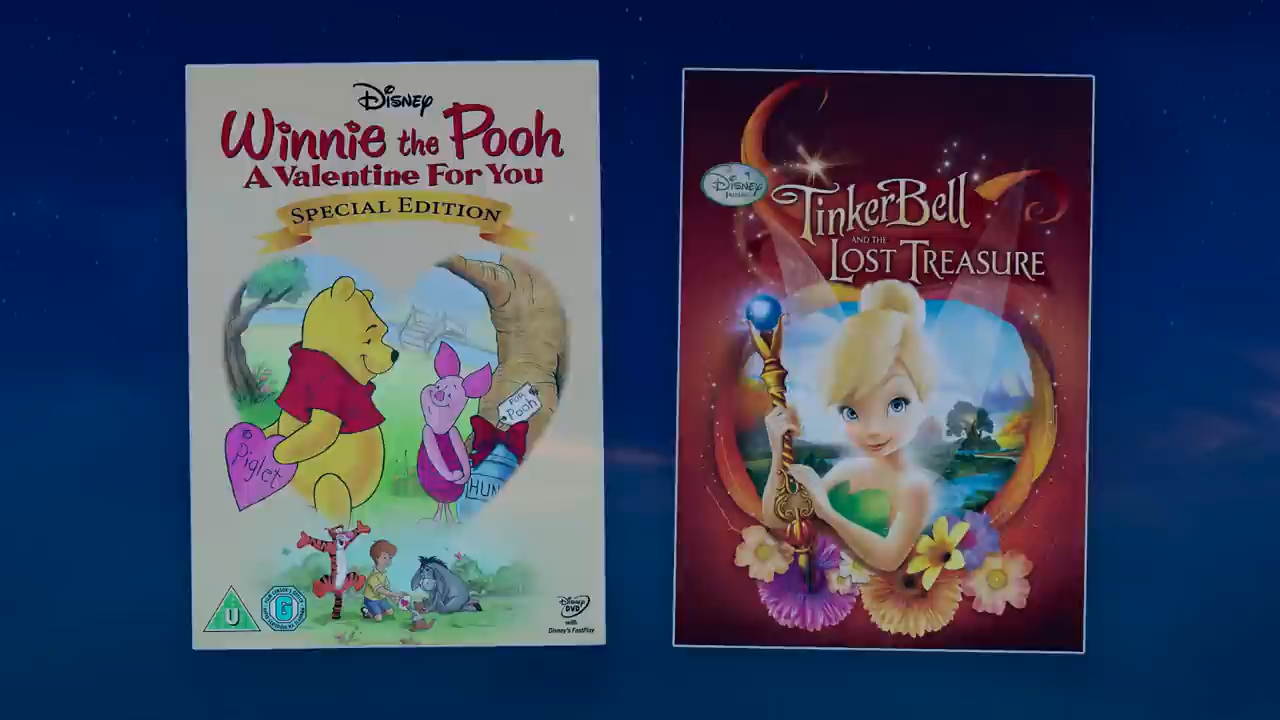 Disney
Winnie the Pooh
A Valentine For You
SPECIAL EDITION
Piglet
FOR
Pooh
HUN
U
G
Disney
DVD
with
Disney's FastPlay
Disney
TinkerBell
AND THE
LOST TREASURE